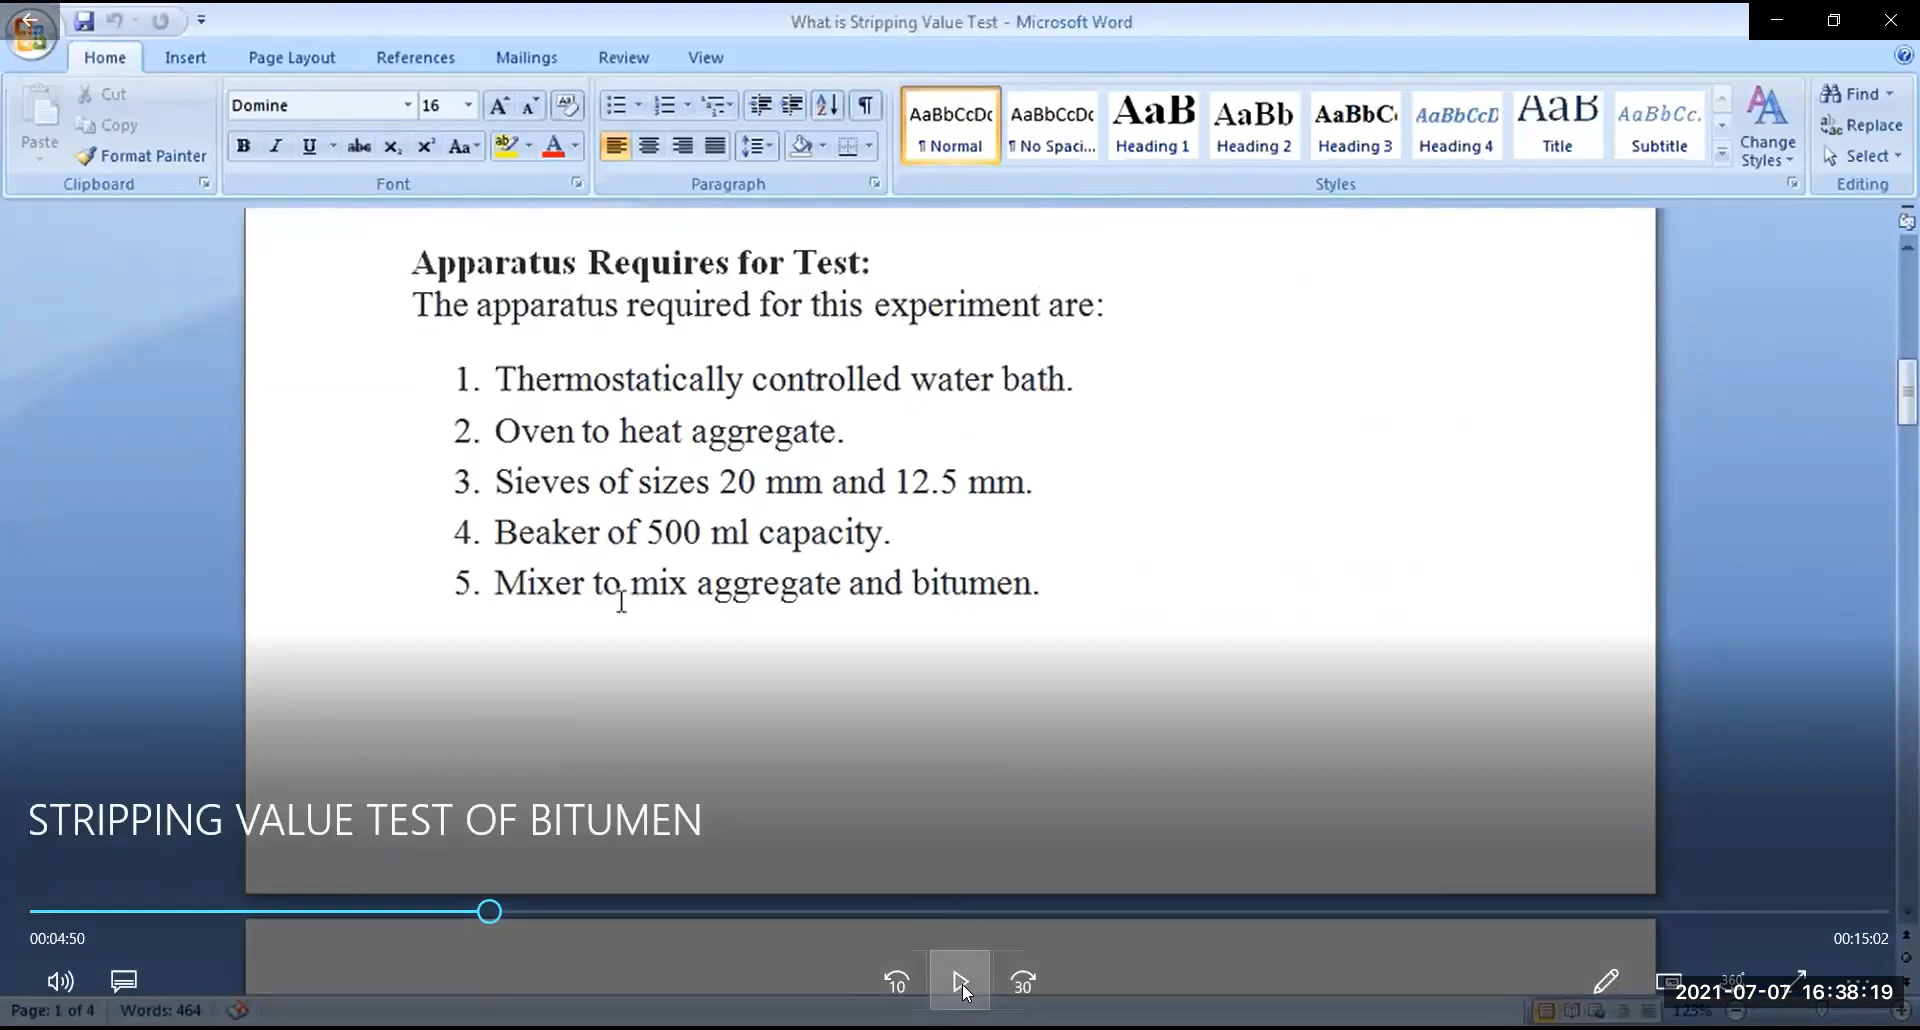 What is Stripping Value Test - Microsoft Word
Home Insert Page Layout References Mailings Review View
Paste
Cut
Copy
Format Painter
Clipboard
Domine 16
B I U abc x₂ x² Aa
Font
Paragraph
AaBbCcDc AaBbCcDc AaB AaBb AaBbC AaBbCcD AaB AaBbCc.
¶ Normal ¶ No Spaci... Heading 1 Heading 2 Heading 3 Heading 4 Title Subtitle
Change Styles
Styles
Find
Replace
Select
Editing
Apparatus Requires for Test:
The apparatus required for this experiment are:
1. Thermostatically controlled water bath.
2. Oven to heat aggregate.
3. Sieves of sizes 20 mm and 12.5 mm.
4. Beaker of 500 ml capacity.
5. Mixer to mix aggregate and bitumen.
STRIPPING VALUE TEST OF BITUMEN
00:04:50 00:15:02
10 30
360°
2021-07-07 16:38:19
Page: 1 of 4 Words: 464 123%